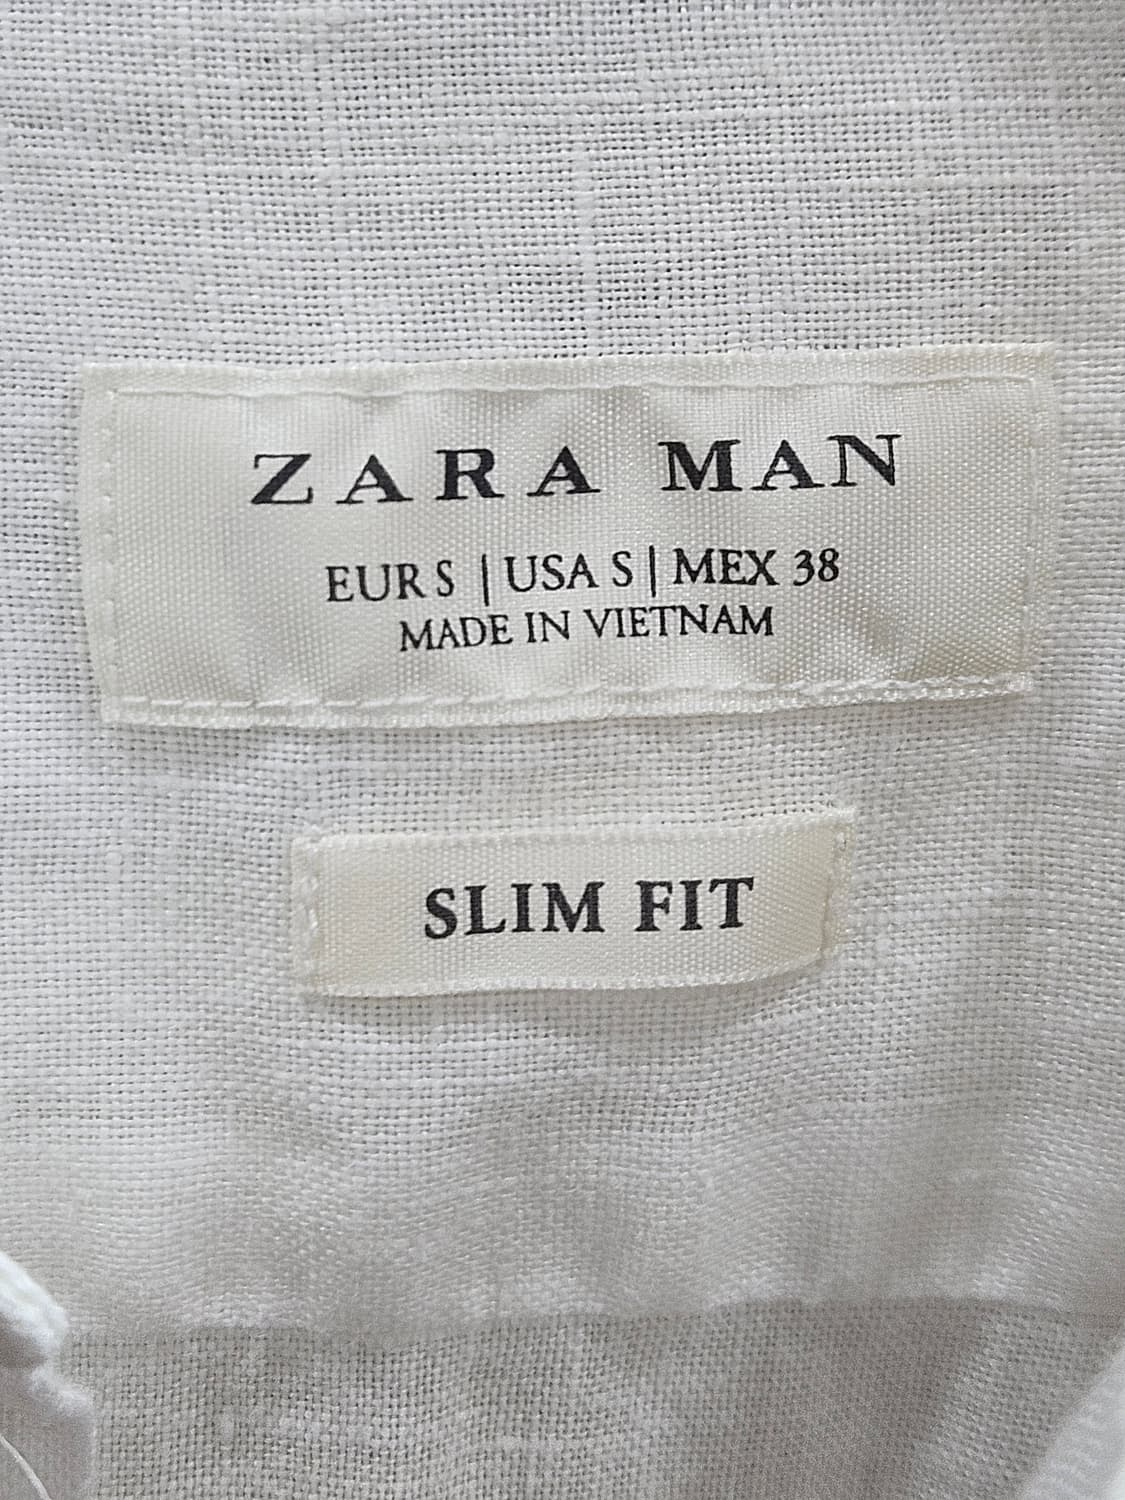 ZARA MAN
EUR S | USA S | MEX 38
MADE IN VIETNAM
SLIM FIT